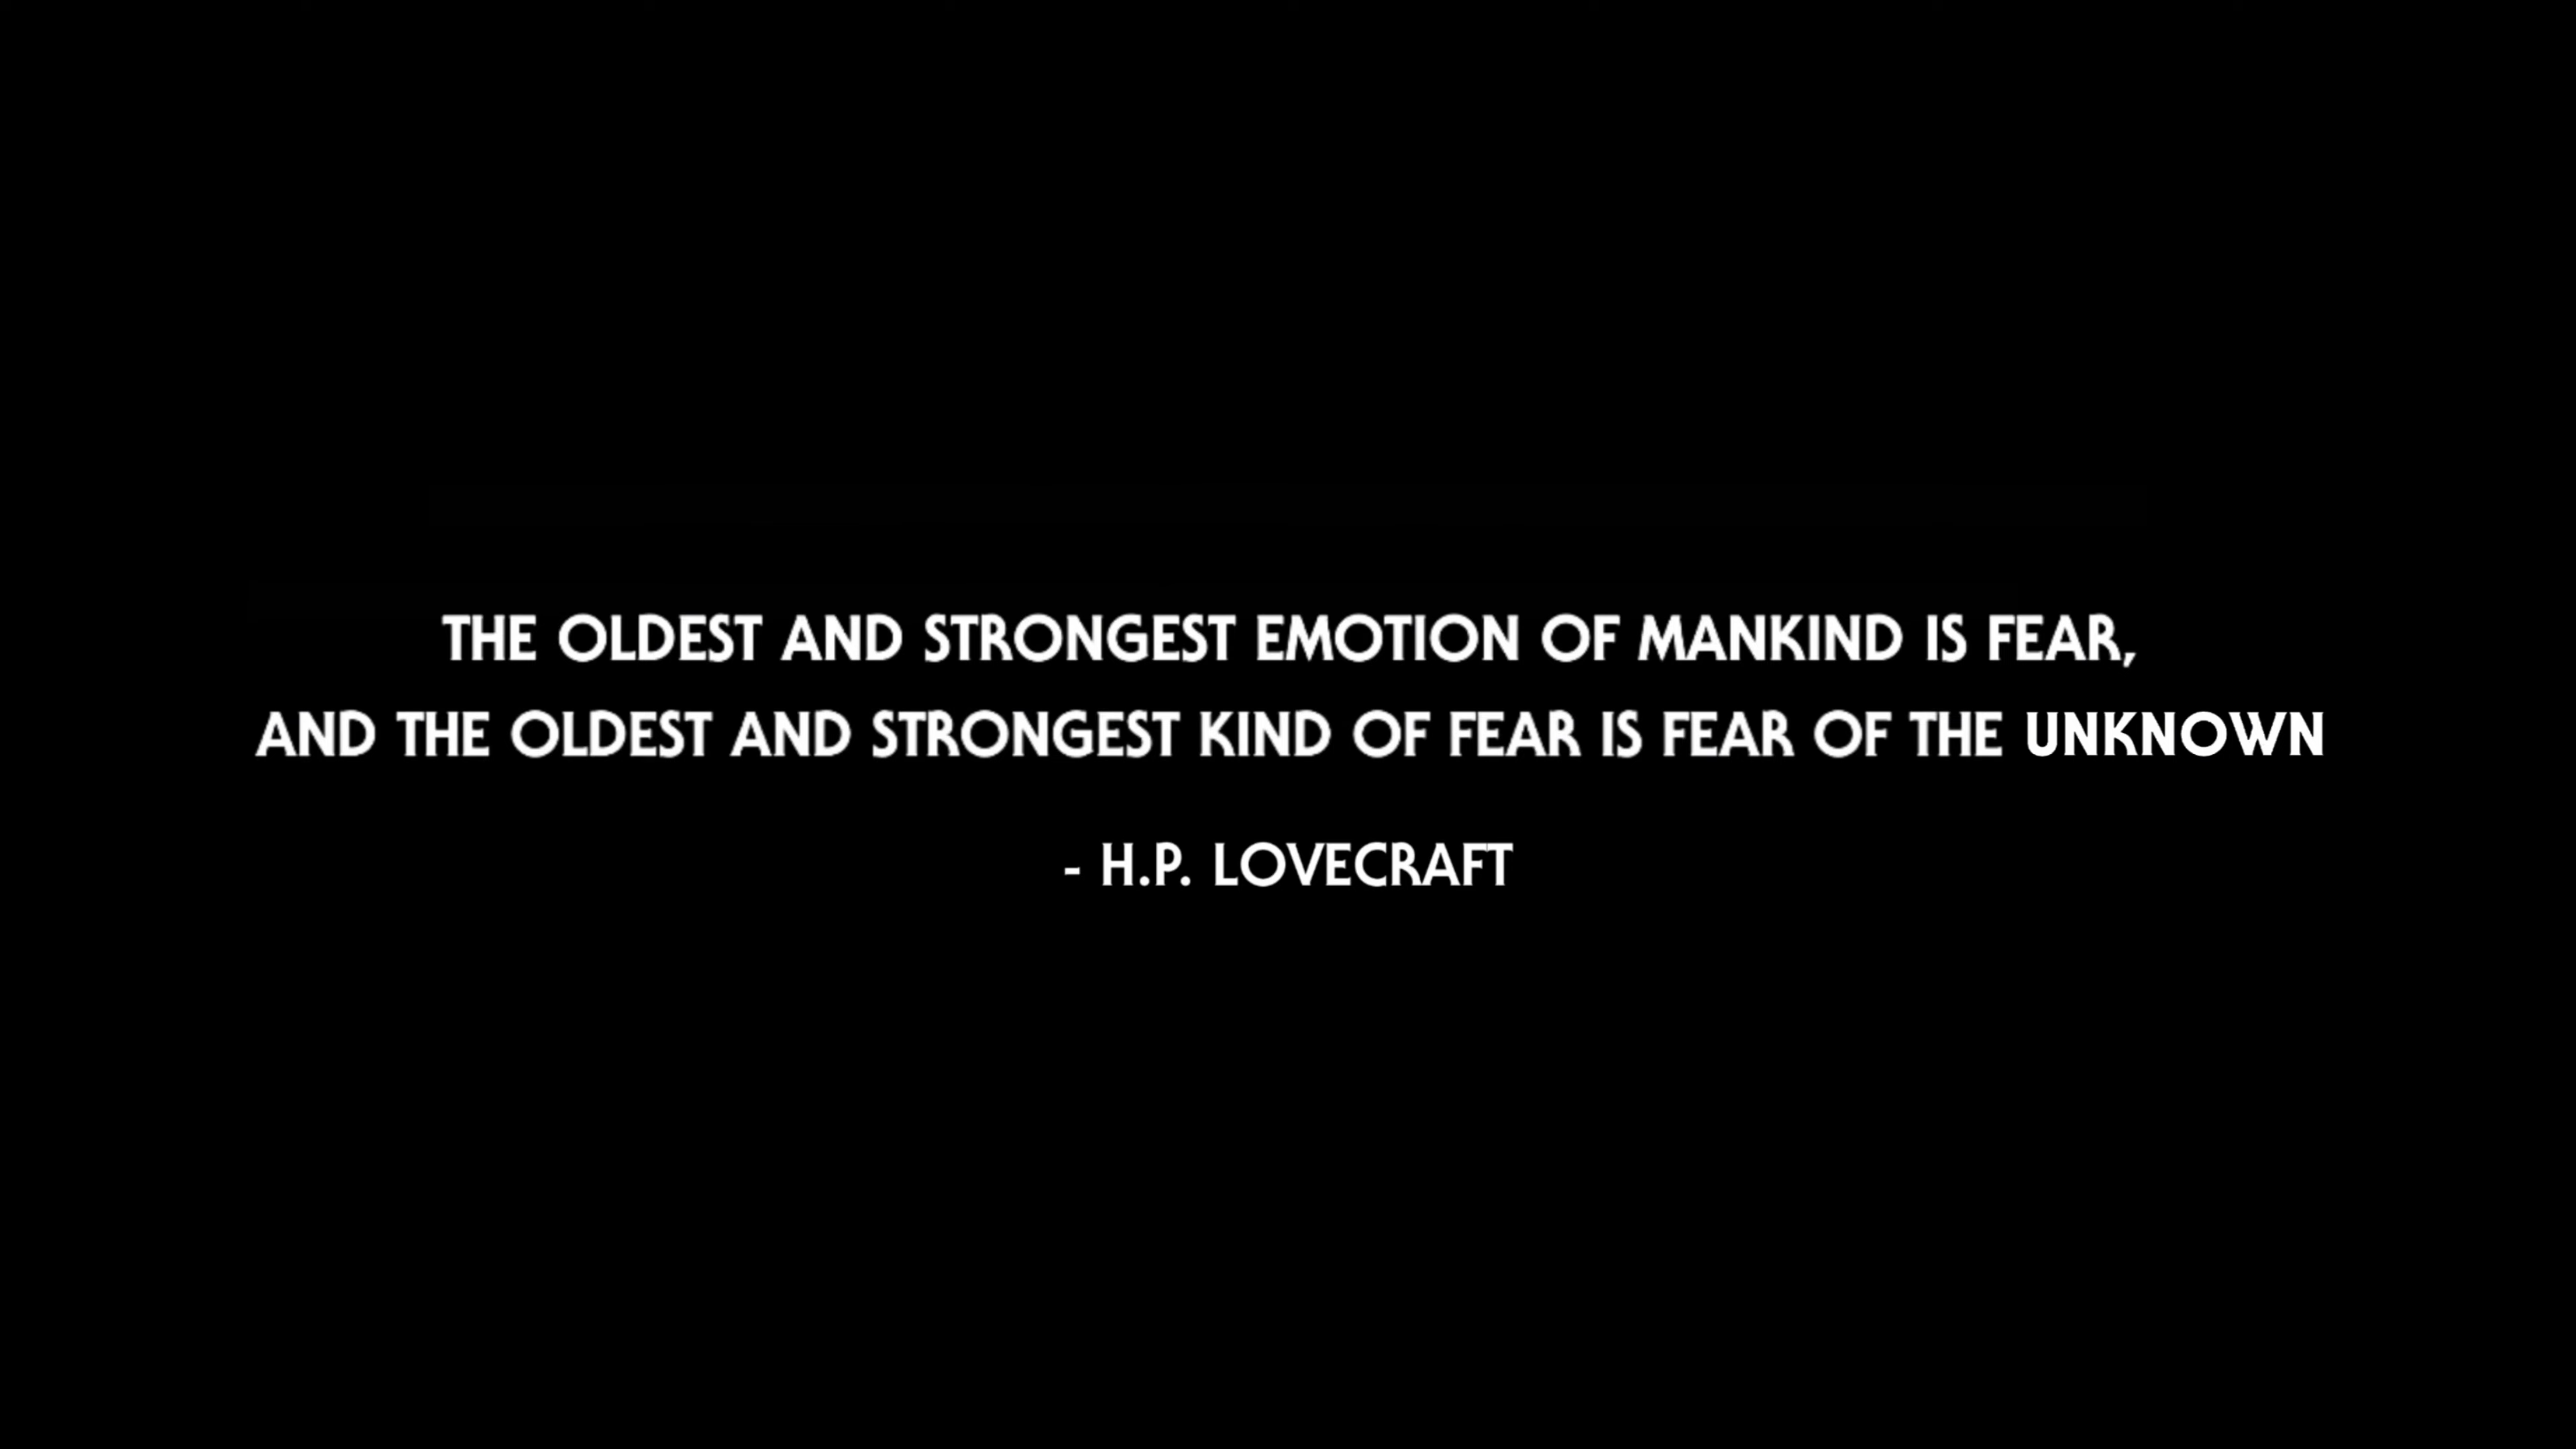 THE OLDEST AND STRONGEST EMOTION OF MANKIND IS FEAR,
AND THE OLDEST AND STRONGEST KIND OF FEAR IS FEAR OF THE UNKNOWN
- H.P. LOVECRAFT